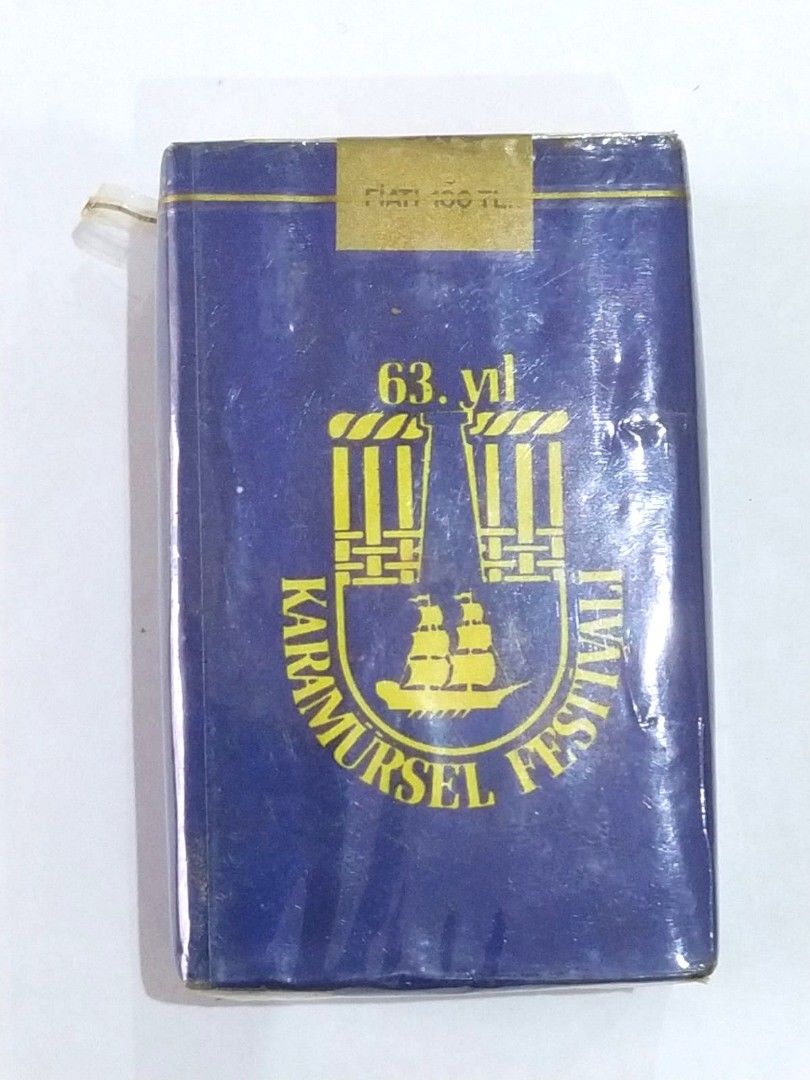 FİATI 100 TL.
63. yıl
KARAMÜRSEL FESTİVALİ